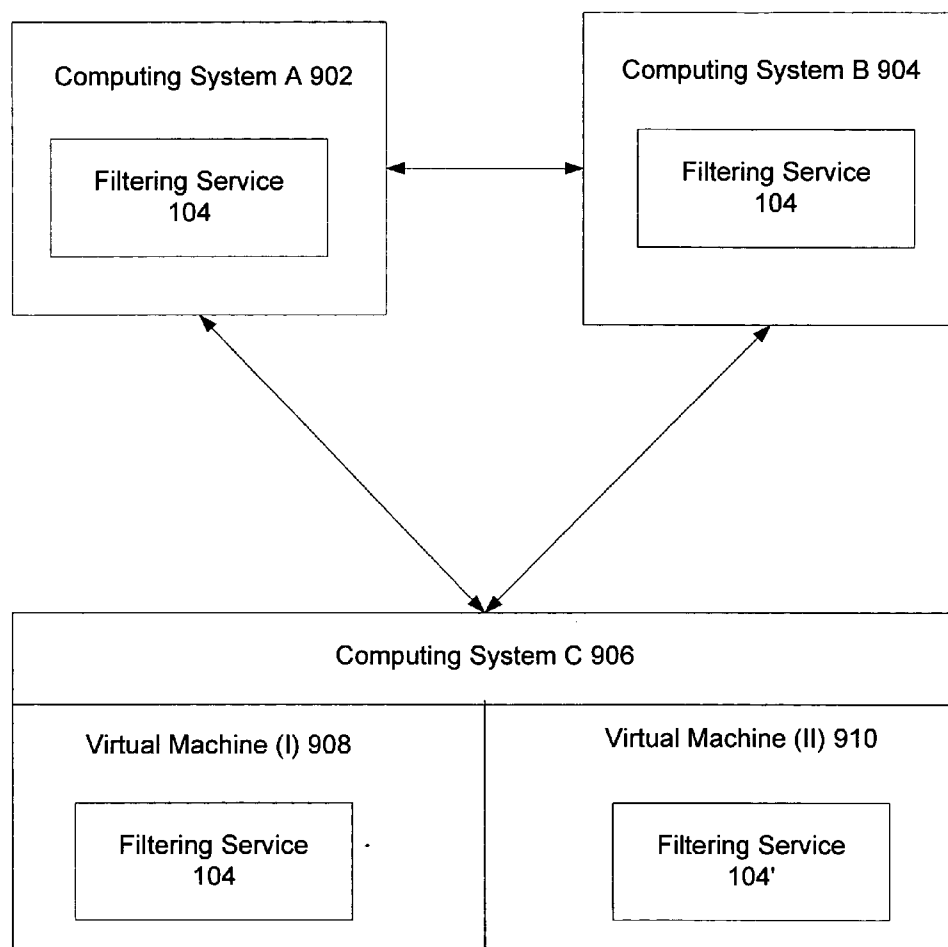 Computing System A 902
Filtering Service
104
Computing System B 904
Filtering Service
104
Computing System C 906
Virtual Machine (I) 908
Filtering Service
104
Virtual Machine (II) 910
Filtering Service
104'